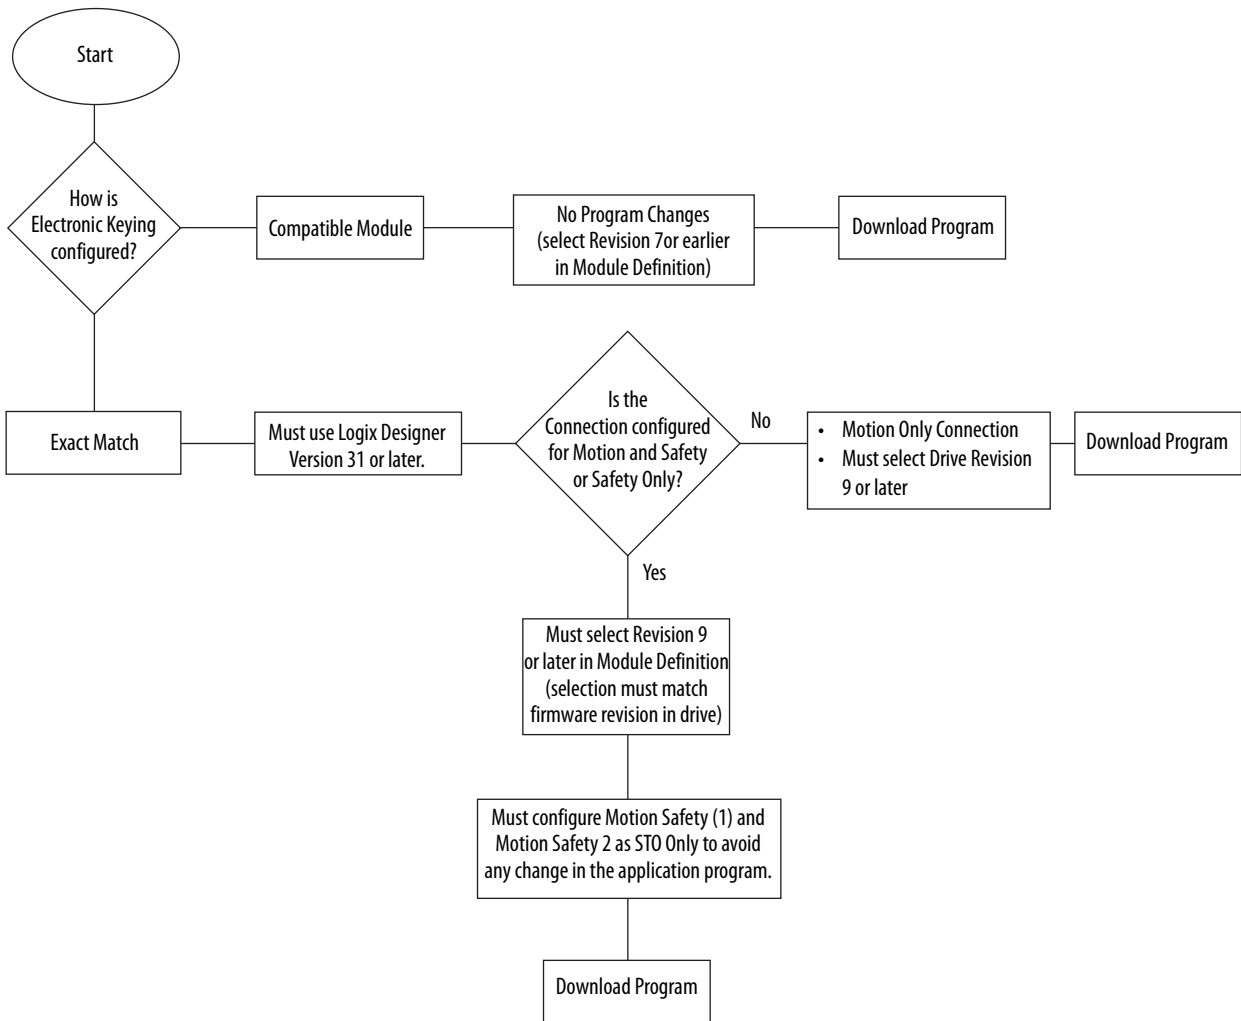 Start
How is
Electronic Keying
configured?
Compatible Module
No Program Changes
(select Revision 7or earlier
in Module Definition)
Download Program
Exact Match
Must use Logix Designer
Version 31 or later.
Is the
Connection configured
for Motion and Safety
or Safety Only?
No
• Motion Only Connection
• Must select Drive Revision
9 or later
Download Program
Yes
Must select Revision 9
or later in Module Definition
(selection must match
firmware revision in drive)
Must configure Motion Safety (1) and
Motion Safety 2 as STO Only to avoid
any change in the application program.
Download Program